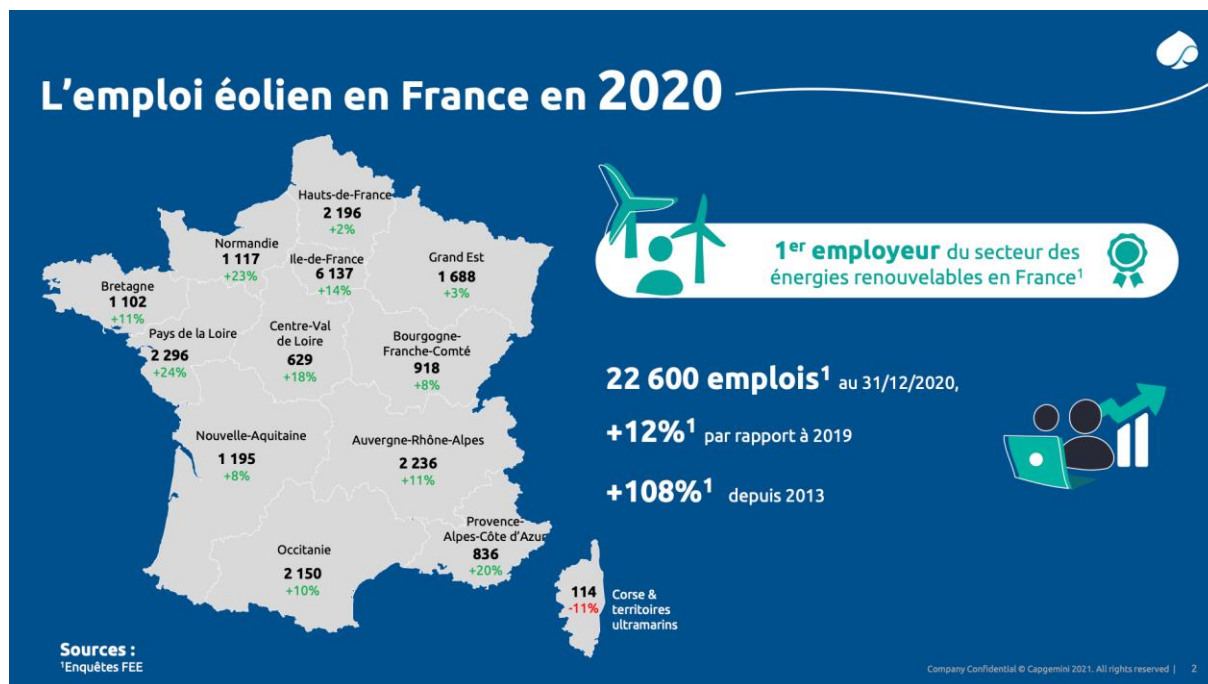 L'emploi éolien en France en 2020
Hauts-de-France
2 196
+2%
Normandie
1 117
+23%
Ile-de-France
6 137
+14%
Grand Est
1 688
+3%
Bretagne
1 102
+11%
Pays de la Loire
2 296
+24%
Centre-Val
de Loire
629
+18%
Bourgogne-
Franche-Comté
918
+8%
Nouvelle-Aquitaine
1 195
+8%
Auvergne-Rhône-Alpes
2 236
+11%
Provence-
Alpes-Côte d'Azur
836
+20%
Occitanie
2 150
+10%
114
-11%
Corse &
territoires
ultramarins
1er employeur du secteur des
énergies renouvelables en France¹
22 600 emplois¹ au 31/12/2020,
+12%¹ par rapport à 2019
+108%¹ depuis 2013
Sources :
¹Enquêtes FEE
Company Confidential © Capgemini 2021. All rights reserved | 2